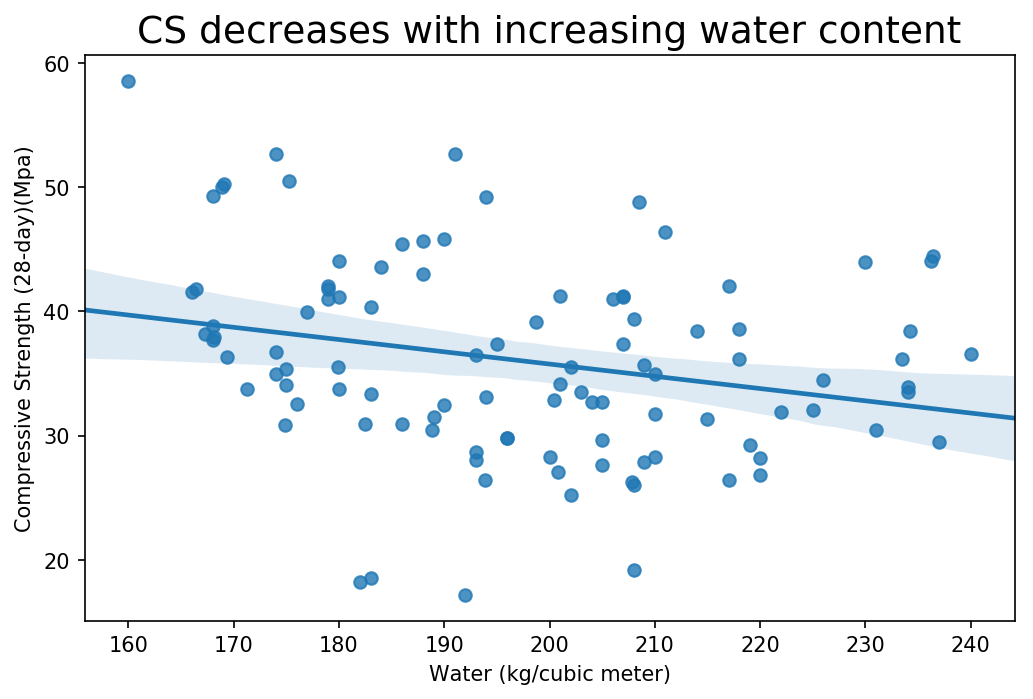 CS decreases with increasing water content
Compressive Strength (28-day)(Mpa)
60
50
40
30
20
160 170 180 190 200 210 220 230 240
Water (kg/cubic meter)